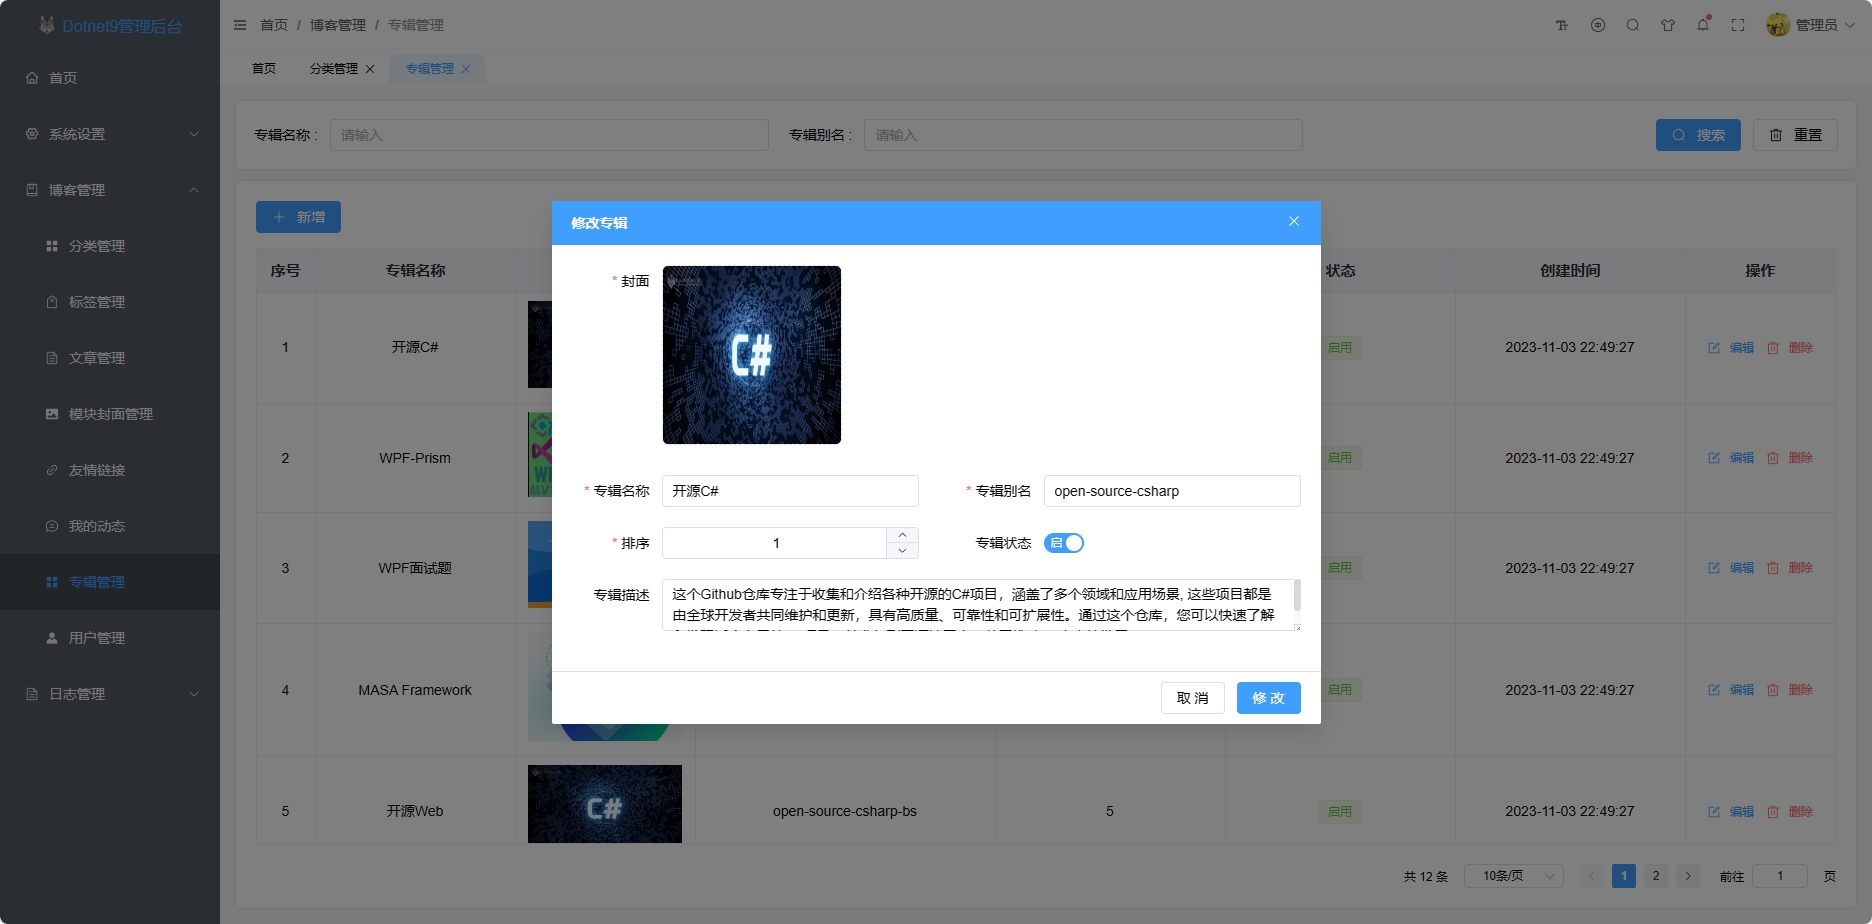 Dotnet9管理后台
首页 / 博客管理 / 专辑管理
管理员
首页
系统设置
博客管理
分类管理
标签管理
文章管理
模块封面管理
友情链接
我的动态
专辑管理
用户管理
日志管理
首页 分类管理 专辑管理
专辑名称 : 请输入 专辑别名 : 请输入 搜索 重置
新增
序号 专辑名称 状态 创建时间 操作
1 开源C# 启用 2023-11-03 22:49:27 编辑 删除
2 WPF-Prism 启用 2023-11-03 22:49:27 编辑 删除
3 WPF面试题 启用 2023-11-03 22:49:27 编辑 删除
4 MASA Framework 启用 2023-11-03 22:49:27 编辑 删除
5 开源Web C# open-source-csharp-bs 5 启用 2023-11-03 22:49:27 编辑 删除
共 12 条 10条/页 1 2 前往 1 页
修改专辑
* 封面
C#
* 专辑名称 开源C# * 专辑别名 open-source-csharp
* 排序 1 专辑状态 启
专辑描述 这个Github仓库专注于收集和介绍各种开源的C#项目，涵盖了多个领域和应用场景, 这些项目都是
由全球开发者共同维护和更新，具有高质量、可靠性和可扩展性。通过这个仓库，您可以快速了解
取 消 修 改